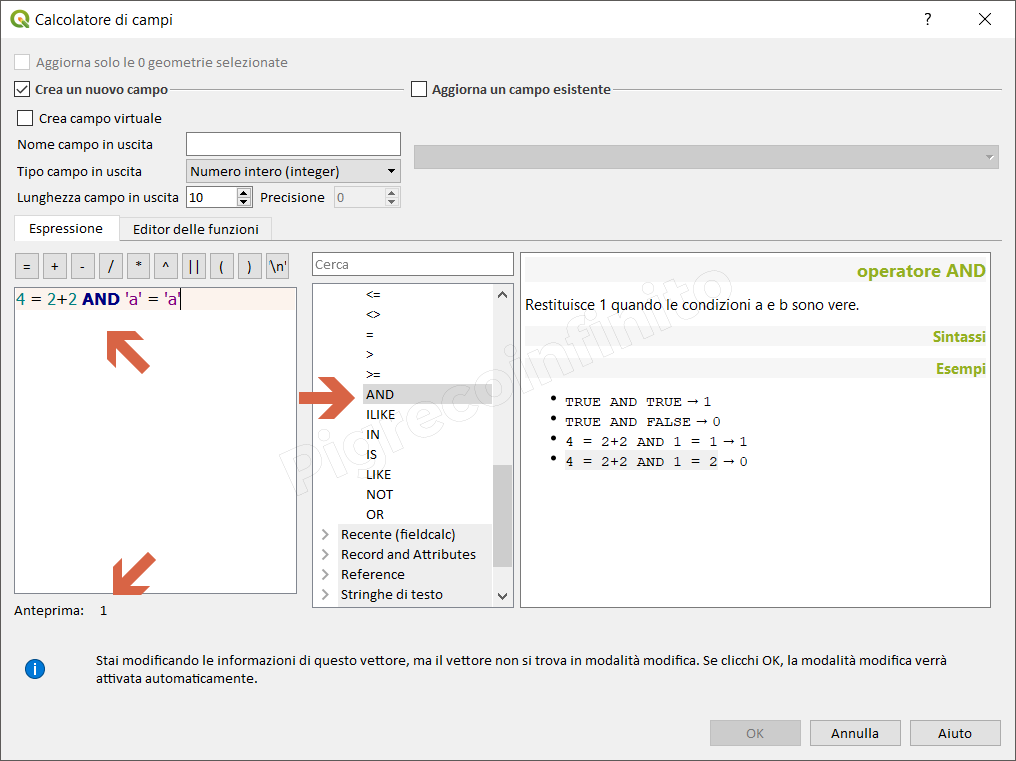 Calcolatore di campi
?
Aggiorna solo le 0 geometrie selezionate
Crea un nuovo campo
Aggiorna un campo esistente
Crea campo virtuale
Nome campo in uscita
Tipo campo in uscita
Numero intero (integer)
Lunghezza campo in uscita
10
Precisione
0
Espressione
Editor delle funzioni
= + - / * ^ || ( ) \n'
4 = 2+2 AND 'a' = 'a'
Anteprima: 1
Cerca
<=
<>
=
>
>=
AND
ILIKE
IN
IS
LIKE
NOT
OR
Recente (fieldcalc)
Record and Attributes
Reference
Stringhe di testo
operatore AND
Restituisce 1 quando le condizioni a e b sono vere.
Sintassi
Esempi
• TRUE AND TRUE → 1
• TRUE AND FALSE → 0
• 4 = 2+2 AND 1 = 1 → 1
• 4 = 2+2 AND 1 = 2 → 0
Pigrecoinfinito
Stai modificando le informazioni di questo vettore, ma il vettore non si trova in modalità modifica. Se clicchi OK, la modalità modifica verrà
attivata automaticamente.
OK
Annulla
Aiuto